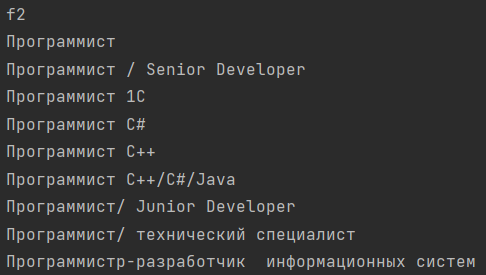 f2
Программист
Программист / Senior Developer
Программист 1C
Программист C#
Программист C++
Программист C++/C#/Java
Программист/ Junior Developer
Программист/ технический специалист
Программистр-разработчик  информационных систем